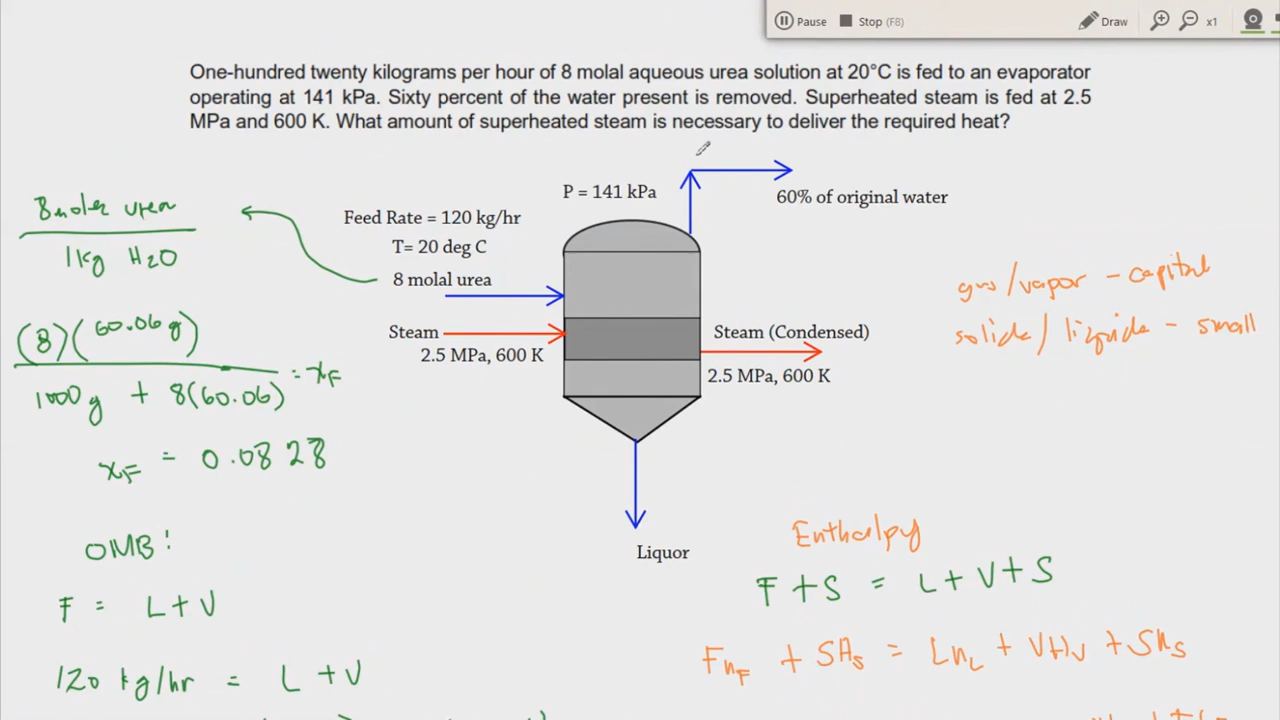 Pause Stop (F8) Draw x1
One-hundred twenty kilograms per hour of 8 molal aqueous urea solution at 20°C is fed to an evaporator
operating at 141 kPa. Sixty percent of the water present is removed. Superheated steam is fed at 2.5
MPa and 600 K. What amount of superheated steam is necessary to deliver the required heat?
P = 141 kPa
60% of original water
Feed Rate = 120 kg/hr
T= 20 deg C
8 molal urea
Steam
2.5 MPa, 600 K
Steam (Condensed)
2.5 MPa, 600 K
Liquor
8 moles urea
1 kg H2O
(8)(60.06 g)
1000 g + 8(60.06) = xF
xF = 0.0828
OMB:
F = L + V
120 kg/hr = L + V
gas/vapor - capital
solids/liquids - small
Enthalpy
F + S = L + V + S
FhF + SHS = LhL + VHV + ShS